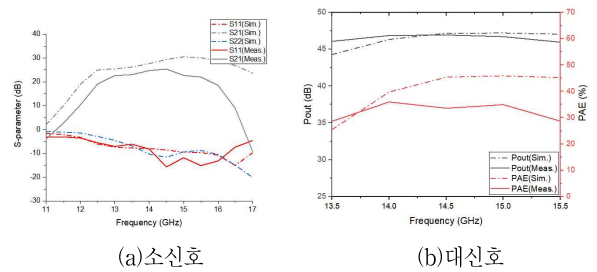 S11(Sim.)
S21(Sim.)
S22(Sim.)
S11(Meas.)
S21(Meas.)
S-parameter (dB)
40
30
20
10
0
-10
-20
-30
11 12 13 14 15 16 17
Frequency (GHz)
(a)소신호
Pout (dB)
50
45
40
35
30
25
PAE (%)
70
60
50
40
30
20
10
0
Pout(Sim.)
Pout(Meas.)
PAE(Sim.)
PAE(Meas.)
13.5 14.0 14.5 15.0 15.5
Frequency (GHz)
(b)대신호